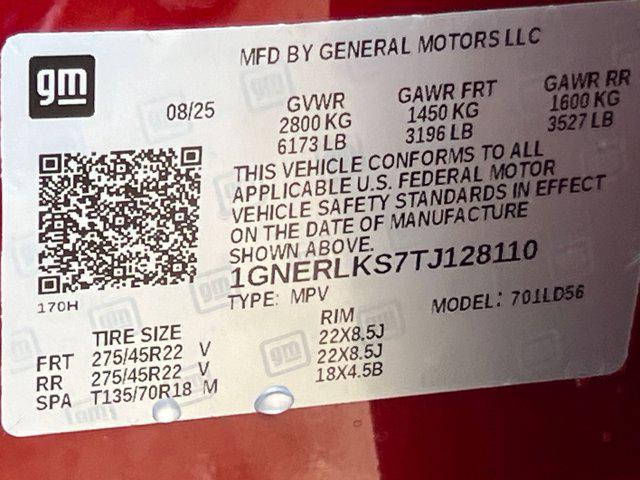 gm
MFD BY GENERAL MOTORS LLC
08/25
GVWR
2800 KG
6173 LB
GAWR FRT
1450 KG
3196 LB
GAWR RR
1600 KG
3527 LB
THIS VEHICLE CONFORMS TO ALL
APPLICABLE U.S. FEDERAL MOTOR
VEHICLE SAFETY STANDARDS IN EFFECT
ON THE DATE OF MANUFACTURE
SHOWN ABOVE.
1GNERLKS7TJ128110
TYPE: MPV
MODEL: 701LD56
170H
TIRE SIZE
RIM
FRT 275/45R22 V 22X8.5J
RR 275/45R22 V 22X8.5J
SPA T135/70R18 M 18X4.5B